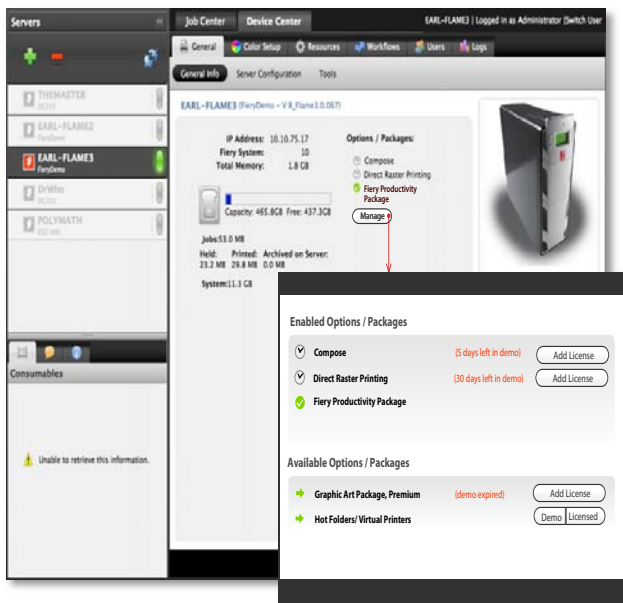 Servers
Job Center Device Center EARL-FLAME3 | Logged in as Administrator |Switch User
General Color Setup Resources Workflows Users Logs
General Info Server Configuration Tools
THEMASTER
EARL-FLAME2
FieryDemo
EARL-FLAME3
FieryDemo
DrWho
POLYMATH
EARL-FLAME3 (FieryDemo - V 8_Flame1.0.067)
IP Address: 10.10.75.17
Fiery System: 10
Total Memory: 1.8 GB
Capacity: 465.8GB Free: 437.3GB
Jobs:53.0 MB
Held: Printed: Archived on Server:
23.2 MB 29.8 MB 0.0 MB
System:11.3 GB
Options / Packages:
Compose
Direct Raster Printing
Fiery Productivity
Package
Manage
Consumables
Unable to retrieve this information.
Enabled Options / Packages
Compose (5 days left in demo) Add License
Direct Raster Printing (30 days left in demo) Add License
Fiery Productivity Package
Available Options / Packages
Graphic Art Package, Premium (demo expired) Add License
Hot Folders/ Virtual Printers Demo Licensed